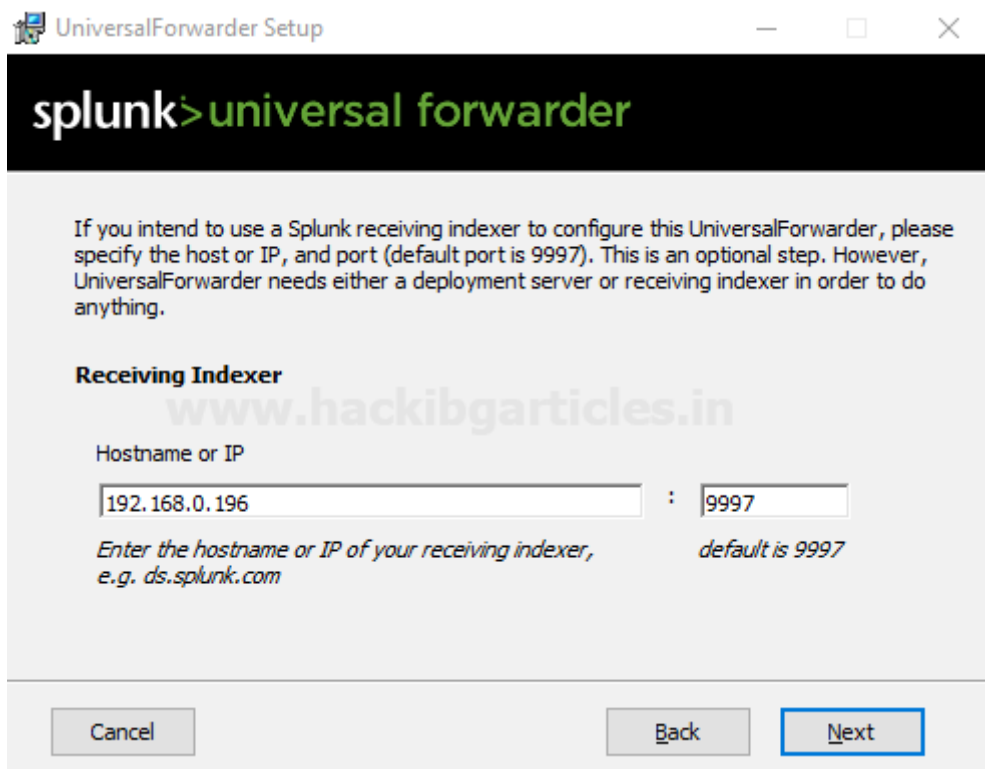 UniversalForwarder Setup
splunk>universal forwarder
If you intend to use a Splunk receiving indexer to configure this UniversalForwarder, please
specify the host or IP, and port (default port is 9997). This is an optional step. However,
UniversalForwarder needs either a deployment server or receiving indexer in order to do
anything.
Receiving Indexer
www.hackibgarticles.in
Hostname or IP
192.168.0.196 : 9997
Enter the hostname or IP of your receiving indexer, default is 9997
e.g. ds.splunk.com
Cancel Back Next